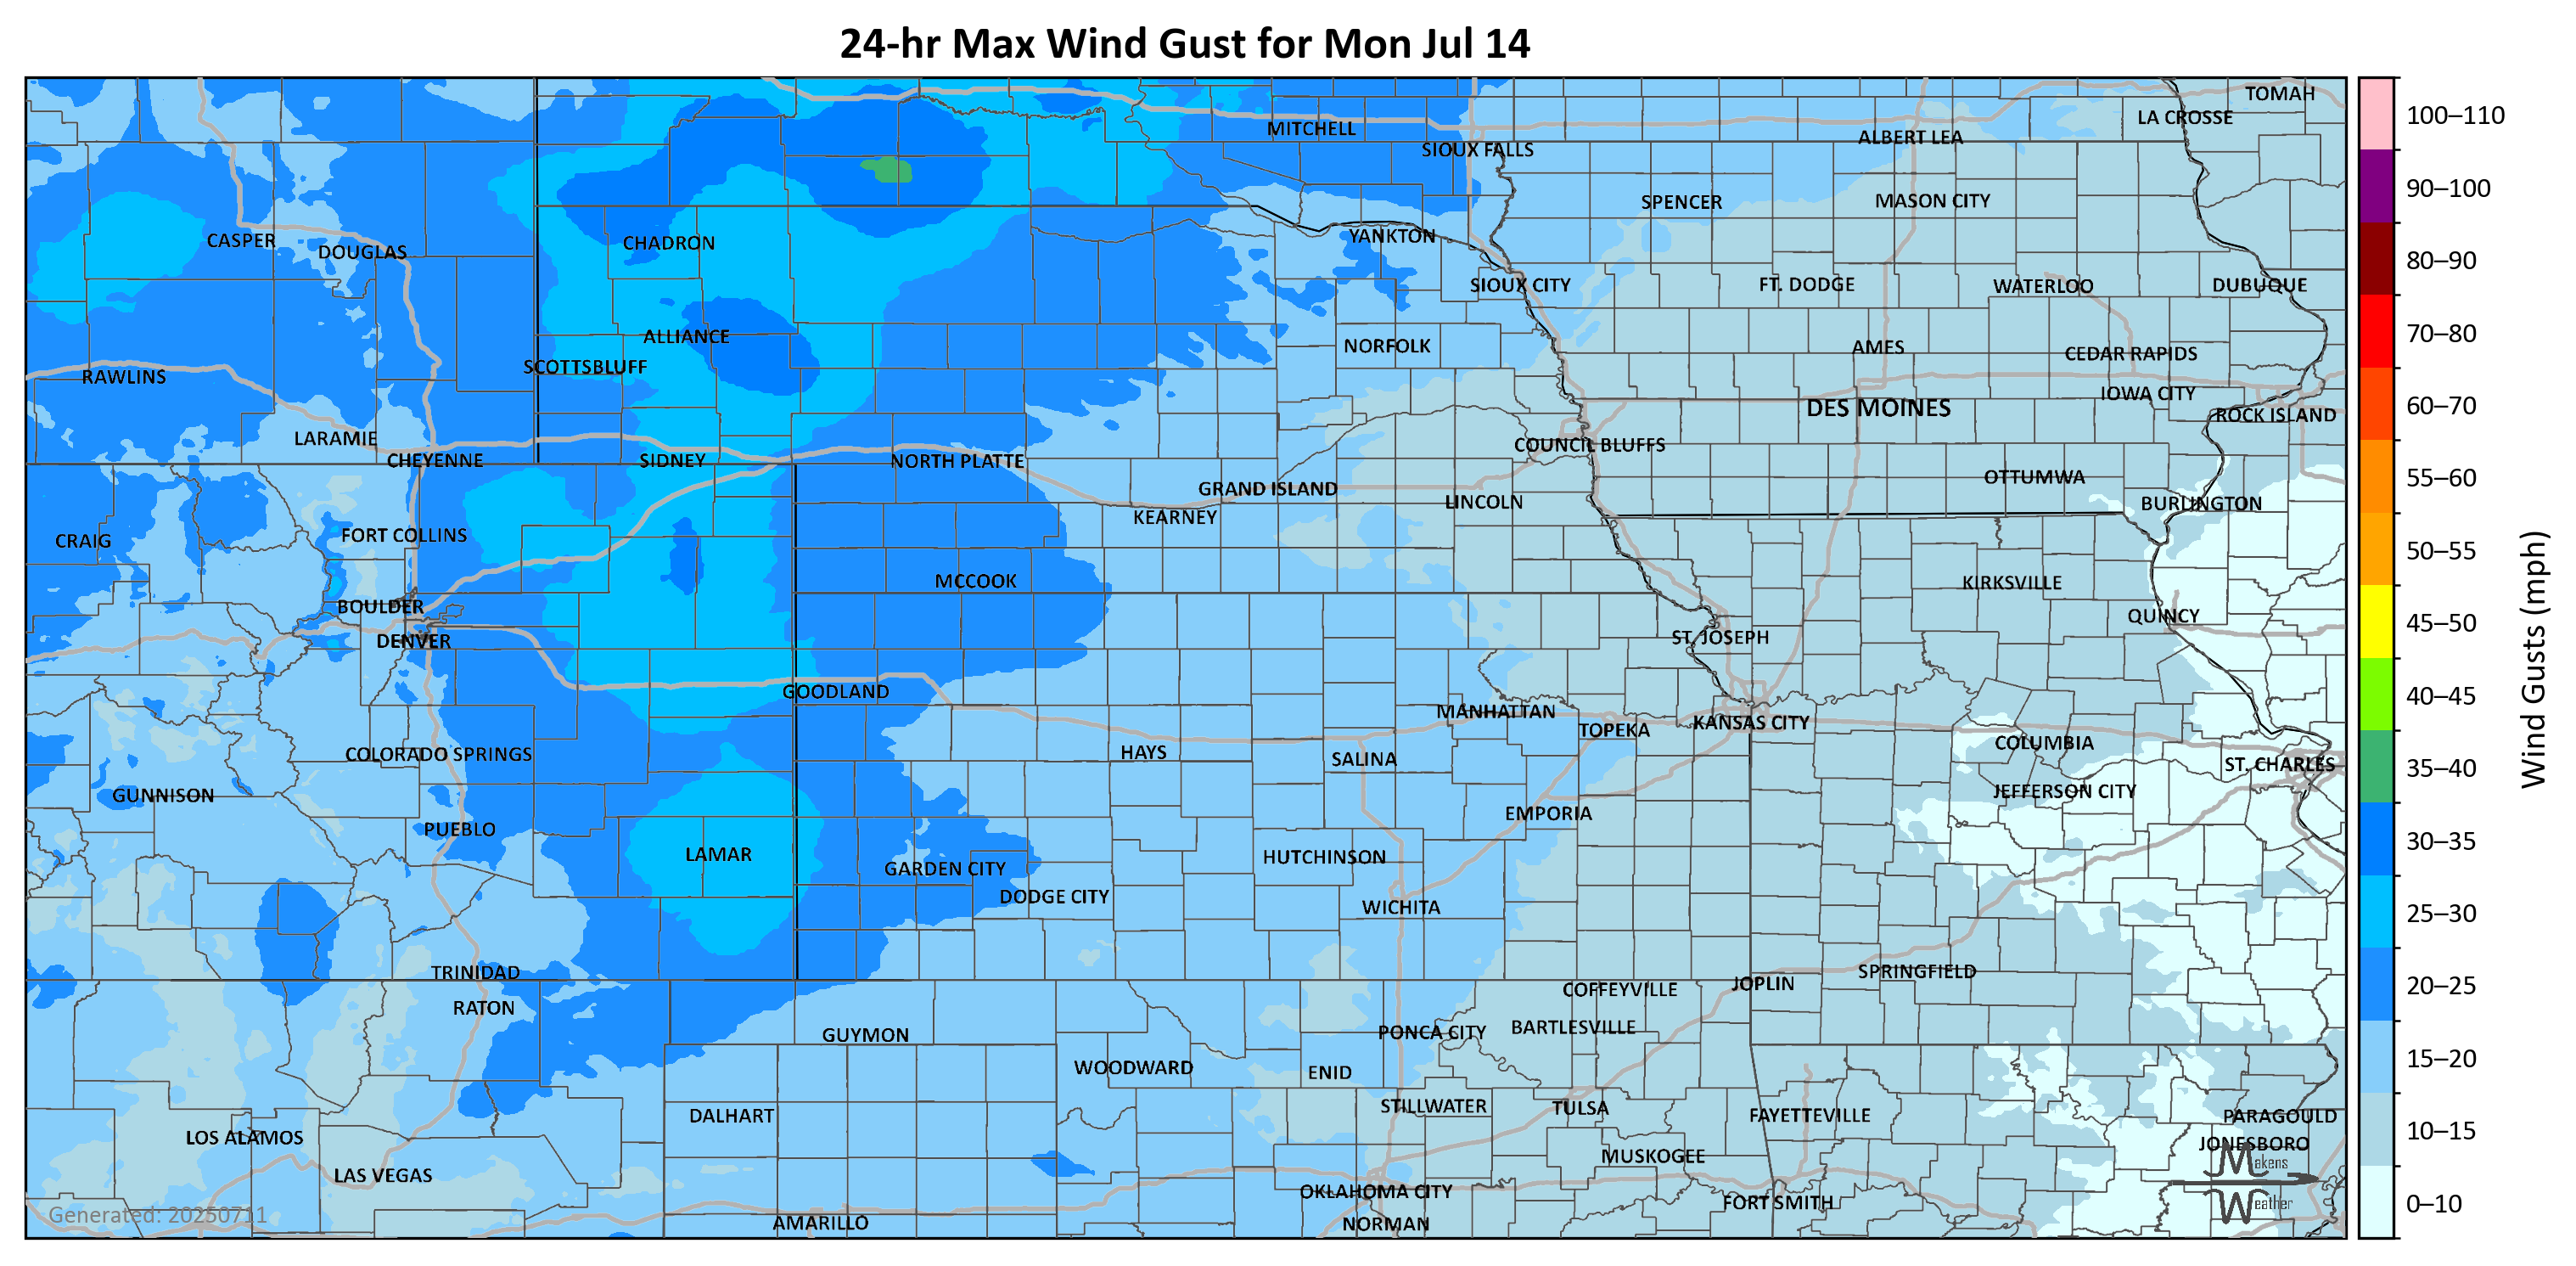 24-hr Max Wind Gust for Mon Jul 14
TOMAH
LA CROSSE
MITCHELL
ALBERT LEA
SIOUX FALLS
SPENCER
MASON CITY
CASPER
DOUGLAS
CHADRON
YANKTON
SIOUX CITY
FT. DODGE
WATERLOO
DUBUQUE
ALLIANCE
NORFOLK
AMES
CEDAR RAPIDS
SCOTTSBLUFF
RAWLINS
IOWA CITY
DES MOINES
ROCK ISLAND
LARAMIE
COUNCIL BLUFFS
CHEYENNE
SIDNEY
NORTH PLATTE
OTTUMWA
GRAND ISLAND
LINCOLN
BURLINGTON
KEARNEY
FORT COLLINS
CRAIG
MCCOOK
KIRKSVILLE
BOULDER
QUINCY
DENVER
ST. JOSEPH
GOODLAND
MANHATTAN
TOPEKA
KANSAS CITY
COLUMBIA
COLORADO SPRINGS
HAYS
SALINA
ST. CHARLES
JEFFERSON CITY
GUNNISON
EMPORIA
PUEBLO
LAMAR
HUTCHINSON
GARDEN CITY
DODGE CITY
WICHITA
TRINIDAD
SPRINGFIELD
JOPLIN
COFFEYVILLE
RATON
GUYMON
PONCA CITY
BARTLESVILLE
WOODWARD
ENID
STILLWATER
TULSA
DALHART
FAYETTEVILLE
PARAGOULD
LOS ALAMOS
JONESBORO
MUSKOGEE
LAS VEGAS
OKLAHOMA CITY
FORT SMITH
AMARILLO
NORMAN
Generated: 20250711
Makens
Weather
100–110
90–100
80–90
70–80
60–70
55–60
50–55
45–50
40–45
35–40
30–35
25–30
20–25
15–20
10–15
0–10
Wind Gusts (mph)